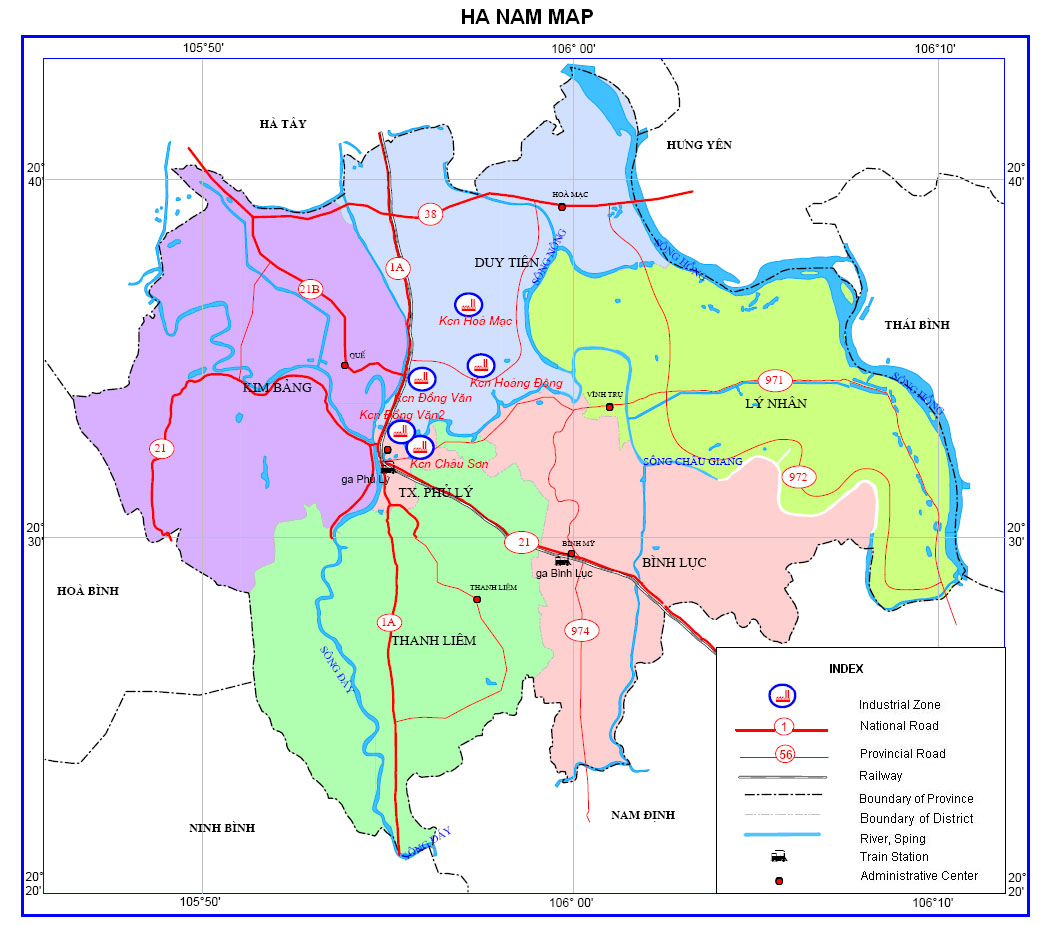 HA NAM MAP
105°50'
106° 00'
106°10'
HÀ TÂY
HƯNG YÊN
20°
40'
20°
40'
HOÀ MẠC
38
SÔNG HỒNG
SÔNG NÔNG
DUY TIÊN
1A
21B
Kcn Hoà Mạc
THÁI BÌNH
QUẾ
KIM BẢNG
Kcn Hoàng Đông
971
SÔNG HỒNG
Kcn Đồng Văn
VĨNH TRỤ
LÝ NHÂN
Kcn Đồng Văn2
21
Kcn Châu Sơn
SÔNG CHÂU GIANG
972
ga Phủ Lý
TX. PHỦ LÝ
20°
30'
20°
30'
21
BÌNH MỸ
ga Bình Lục
BÌNH LỤC
HOÀ BÌNH
THANH LIÊM
1A
974
THANH LIÊM
SÔNG ĐÁY
INDEX
Industrial Zone
1
National Road
56
Provincial Road
Railway
Boundary of Province
Boundary of District
River, Sping
Train Station
Administrative Center
NAM ĐỊNH
NINH BÌNH
SÔNG ĐÁY
20°
20'
20°
20'
105°50'
106° 00'
106°10'